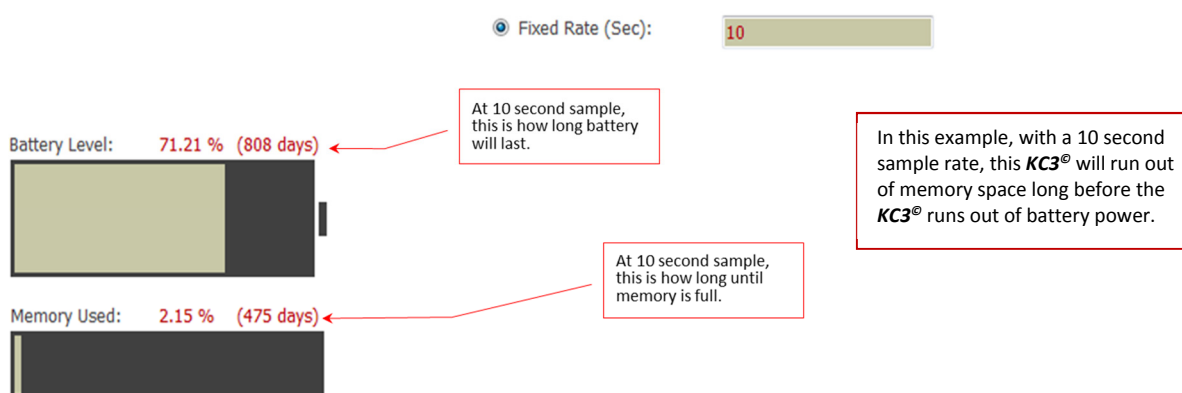 Fixed Rate (Sec):
10
At 10 second sample,
this is how long battery
will last.
Battery Level: 71.21 % (808 days)
In this example, with a 10 second
sample rate, this KC3© will run out
of memory space long before the
KC3© runs out of battery power.
At 10 second sample,
this is how long until
memory is full.
Memory Used: 2.15 % (475 days)